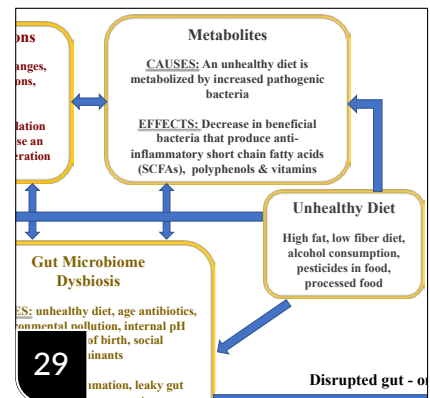 ons
anges,
ons,
lation
se an
eration
Metabolites
CAUSES: An unhealthy diet is
metabolized by increased pathogenic
bacteria
EFFECTS: Decrease in beneficial
bacteria that produce anti-
inflammatory short chain fatty acids
(SCFAs), polyphenols & vitamins
Unhealthy Diet
High fat, low fiber diet,
alcohol consumption,
pesticides in food,
processed food
Gut Microbiome
Dysbiosis
ES: unhealthy diet, age antibiotics,
onmental pollution, internal pH
of birth, social
minants
mmation, leaky gut
29
Disrupted gut - o